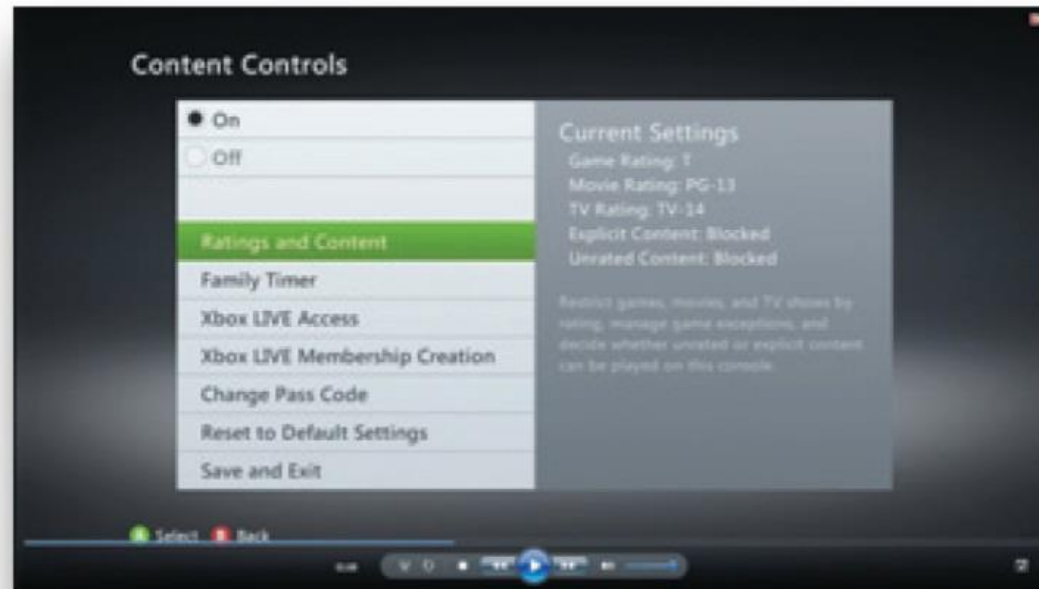 Content Controls
On
Off
Ratings and Content
Family Timer
Xbox LIVE Access
Xbox LIVE Membership Creation
Change Pass Code
Reset to Default Settings
Save and Exit
Current Settings
Game Rating: T
Movie Rating: PG-13
TV Rating: TV-14
Explicit Content: Blocked
Unrated Content: Blocked
Restrict games, movies, and TV shows by
rating, manage game exceptions, and
decide whether unrated or explicit content
can be played on this console.
A Select B Back